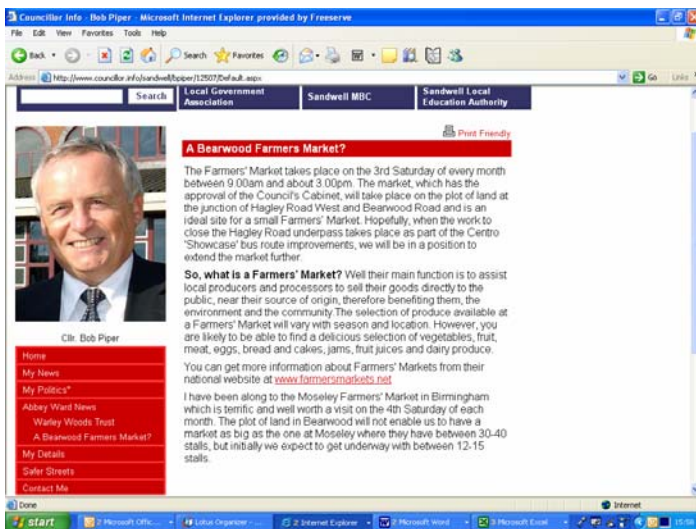 Councillor Info - Bob Piper - Microsoft Internet Explorer provided by Freeserve
File Edit View Favorites Tools Help
Back Search Favorites
Address http://www.councillor.info/sandwell/bpiper/12507/Default.aspx Go Links
Search
Local Government
Association
Sandwell MBC
Sandwell Local
Education Authority
Print Friendly
A Bearwood Farmers Market?
The Farmers' Market takes place on the 3rd Saturday of every month
between 9.00am and about 3.00pm. The market, which has the
approval of the Council's Cabinet, will take place on the plot of land at
the junction of Hagley Road West and Bearwood Road and is an
ideal site for a small Farmers' Market. Hopefully, when the work to
close the Hagley Road underpass takes place as part of the Centro
'Showcase' bus route improvements, we will be in a position to
extend the market further.
So, what is a Farmers' Market? Well their main function is to assist
local producers and processors to sell their goods directly to the
public, near their source of origin, therefore benefiting them, the
environment and the community.The selection of produce available at
a Farmers' Market will vary with season and location. However, you
are likely to be able to find a delicious selection of vegetables, fruit,
meat, eggs, bread and cakes, jams, fruit juices and dairy produce.
You can get more information about Farmers' Markets from their
national website at www.farmersmarkets.net
I have been along to the Moseley Farmers' Market in Birmingham
which is terrific and well worth a visit on the 4th Saturday of each
month. The plot of land in Bearwood will not enable us to have a
market as big as the one at Moseley where they have between 30-40
stalls, but initially we expect to get underway with between 12-15
stalls.
Cllr. Bob Piper
Home
My News
My Politics*
Abbey Ward News
Warley Woods Trust
A Bearwood Farmers Market?
My Details
Safer Streets
Contact Me
Done Internet
start 2 Microsoft Offic... Lotus Organizer - ... 2 Internet Explorer 2 Microsoft Word 3 Microsoft Excel